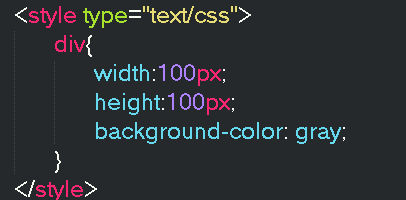 <style type="text/css">
div{
width:100px;
height:100px;
background-color: gray;
}
</style>